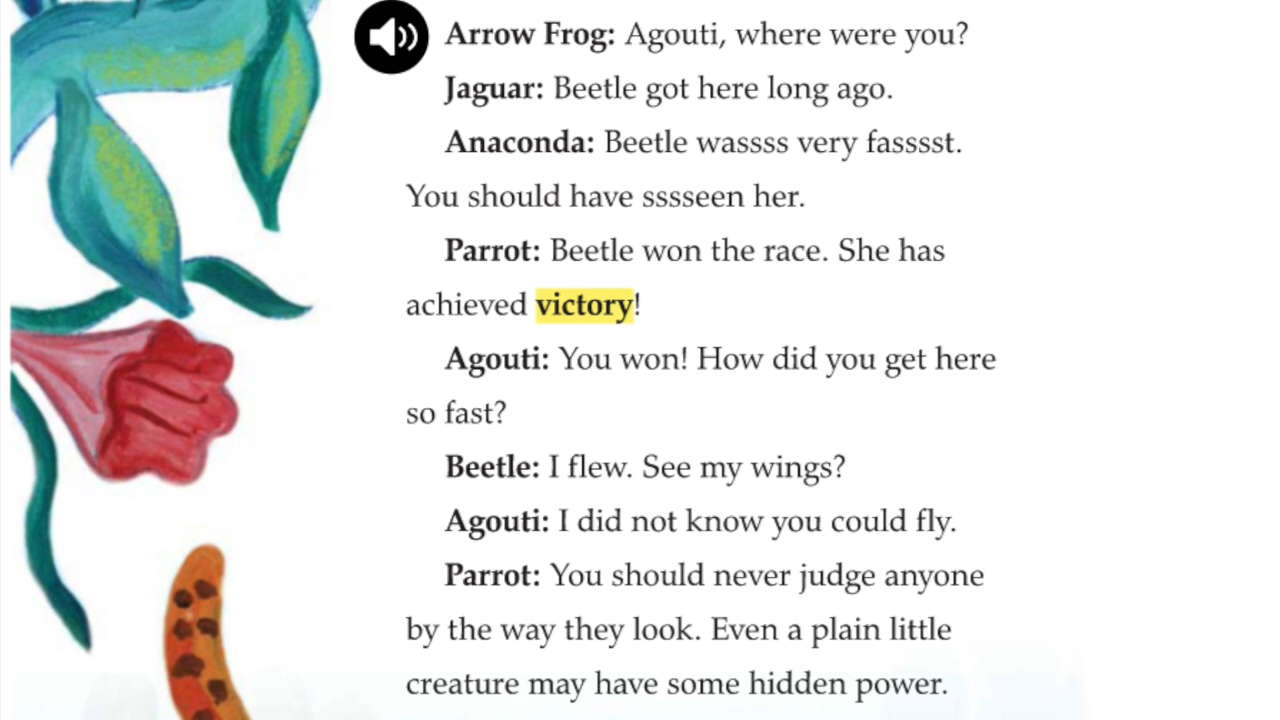 Arrow Frog: Agouti, where were you?
Jaguar: Beetle got here long ago.
Anaconda: Beetle wassss very fasssst.
You should have sssseen her.
Parrot: Beetle won the race. She has
achieved victory!
Agouti: You won! How did you get here
so fast?
Beetle: I flew. See my wings?
Agouti: I did not know you could fly.
Parrot: You should never judge anyone
by the way they look. Even a plain little
creature may have some hidden power.